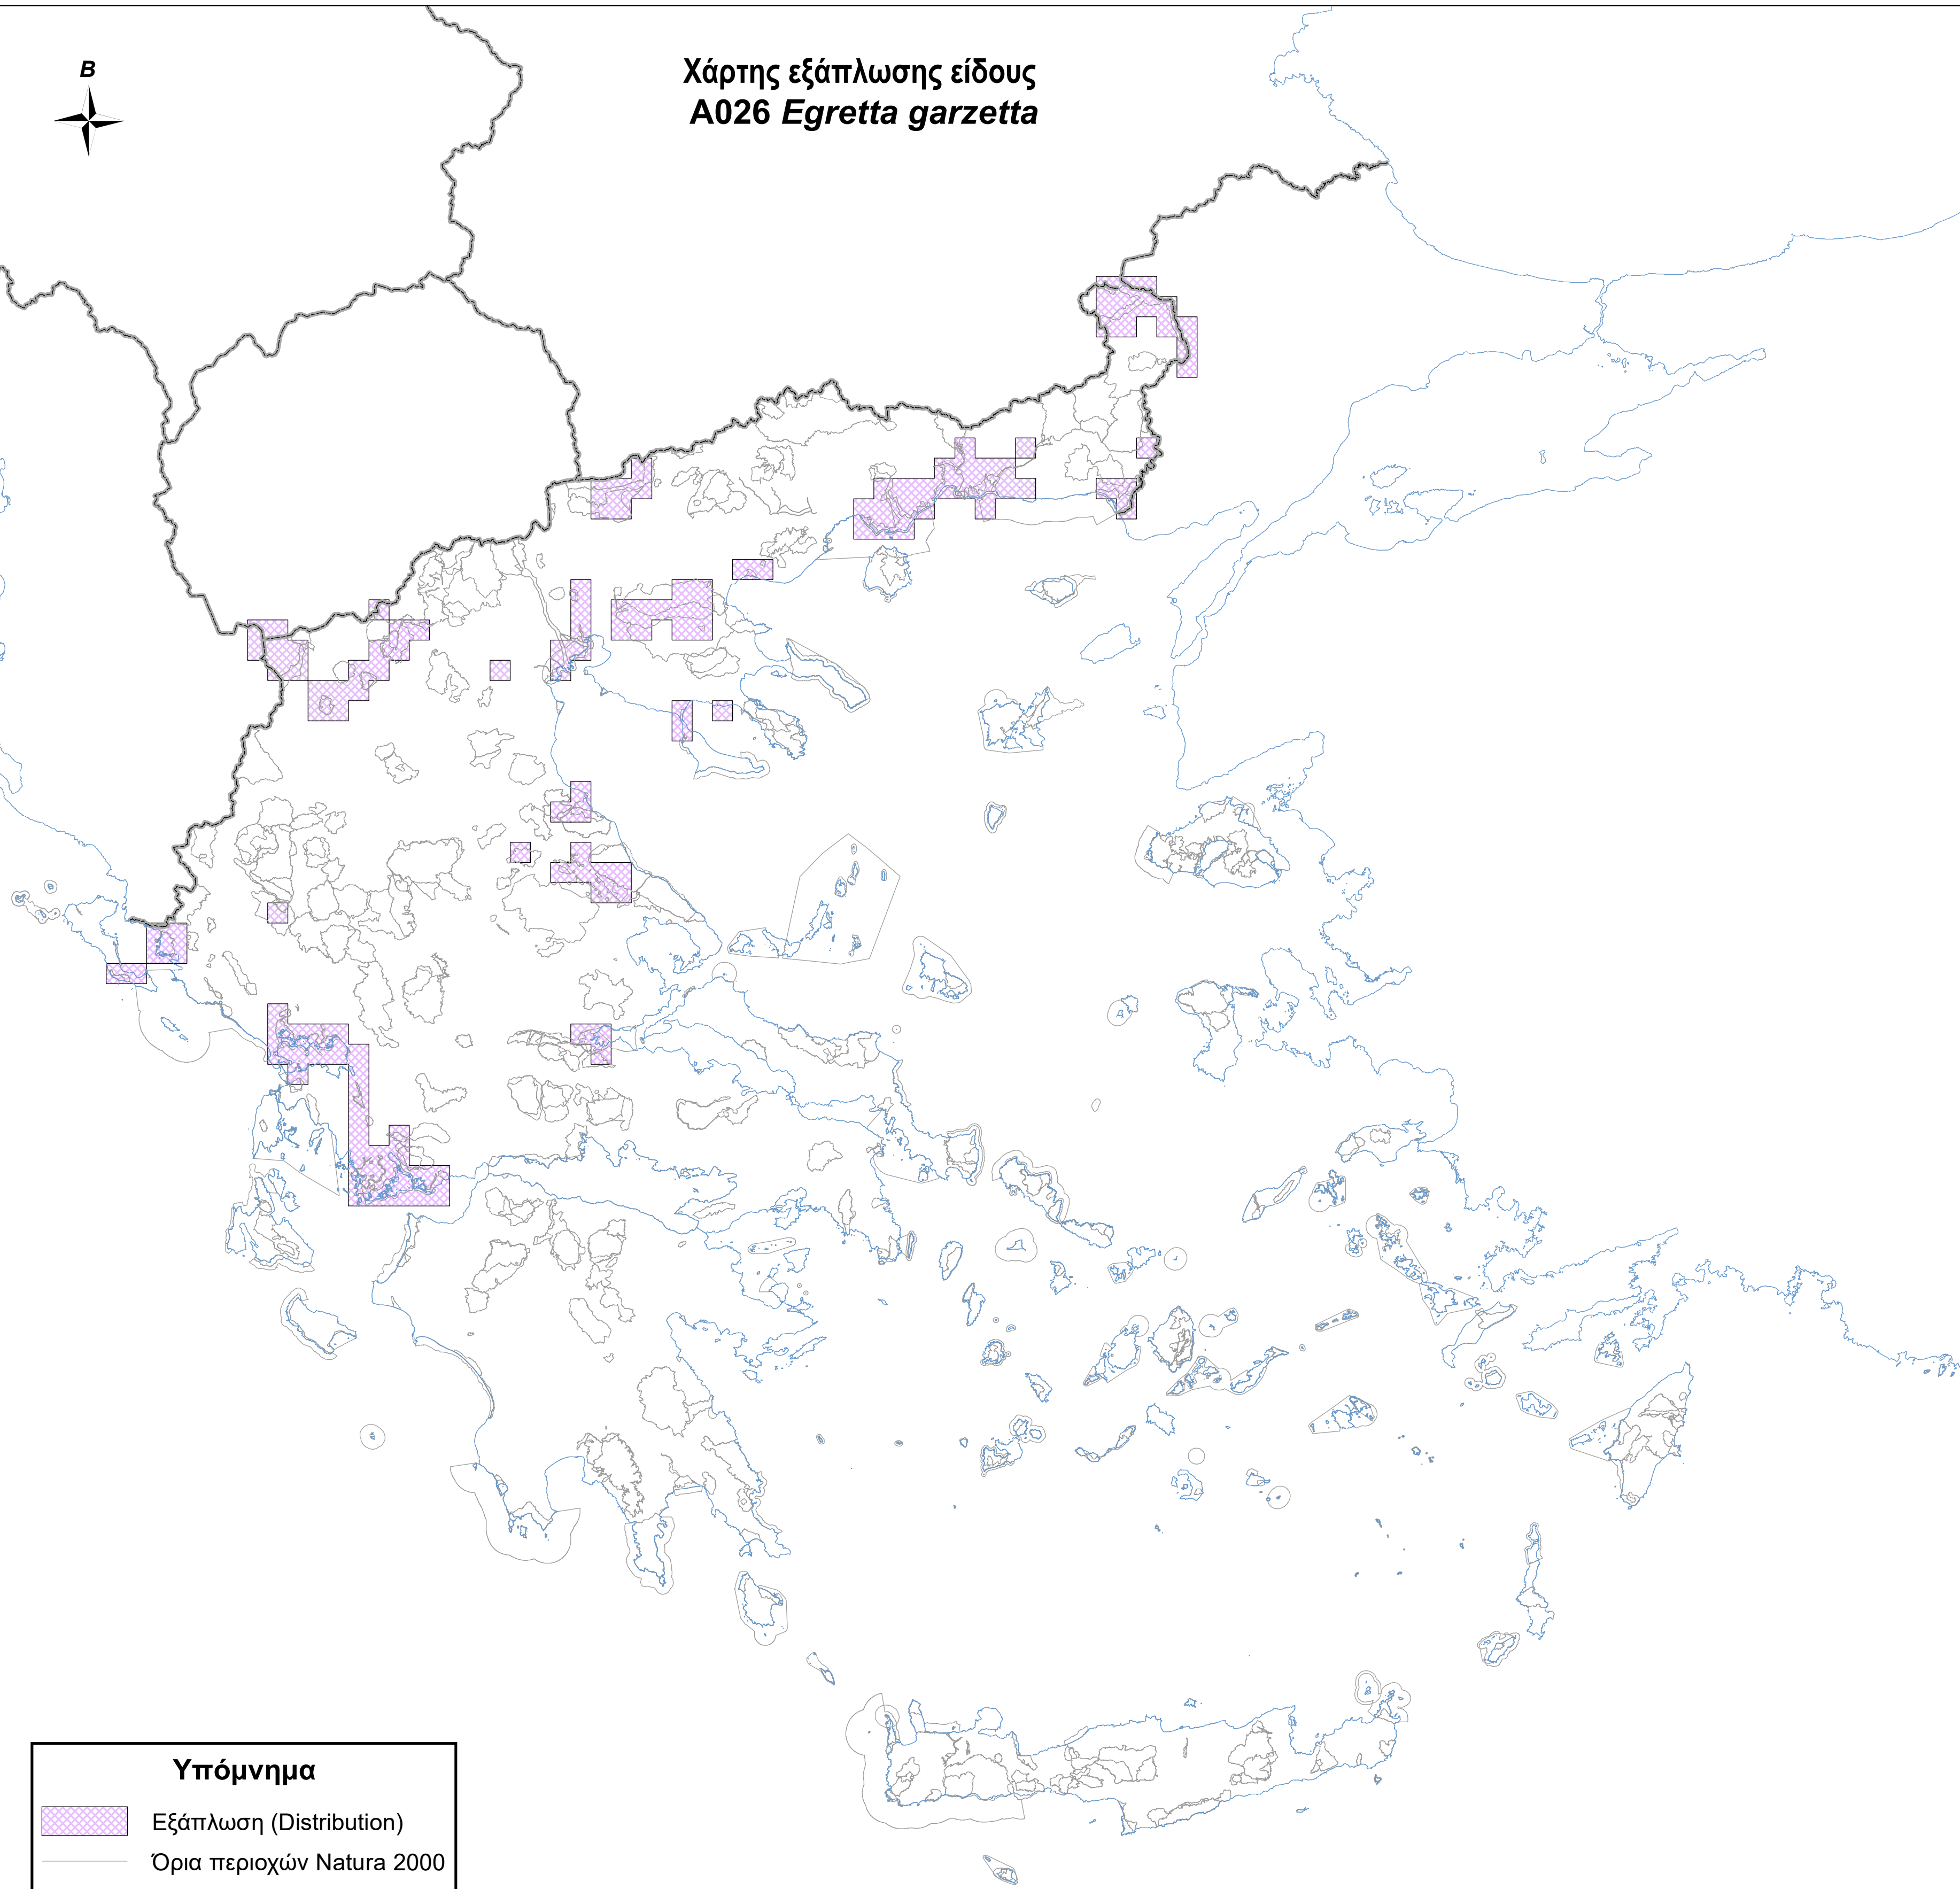 Β
Χάρτης εξάπλωσης είδους
A026 Egretta garzetta
Υπόμνημα
Εξάπλωση (Distribution)
Όρια περιοχών Natura 2000